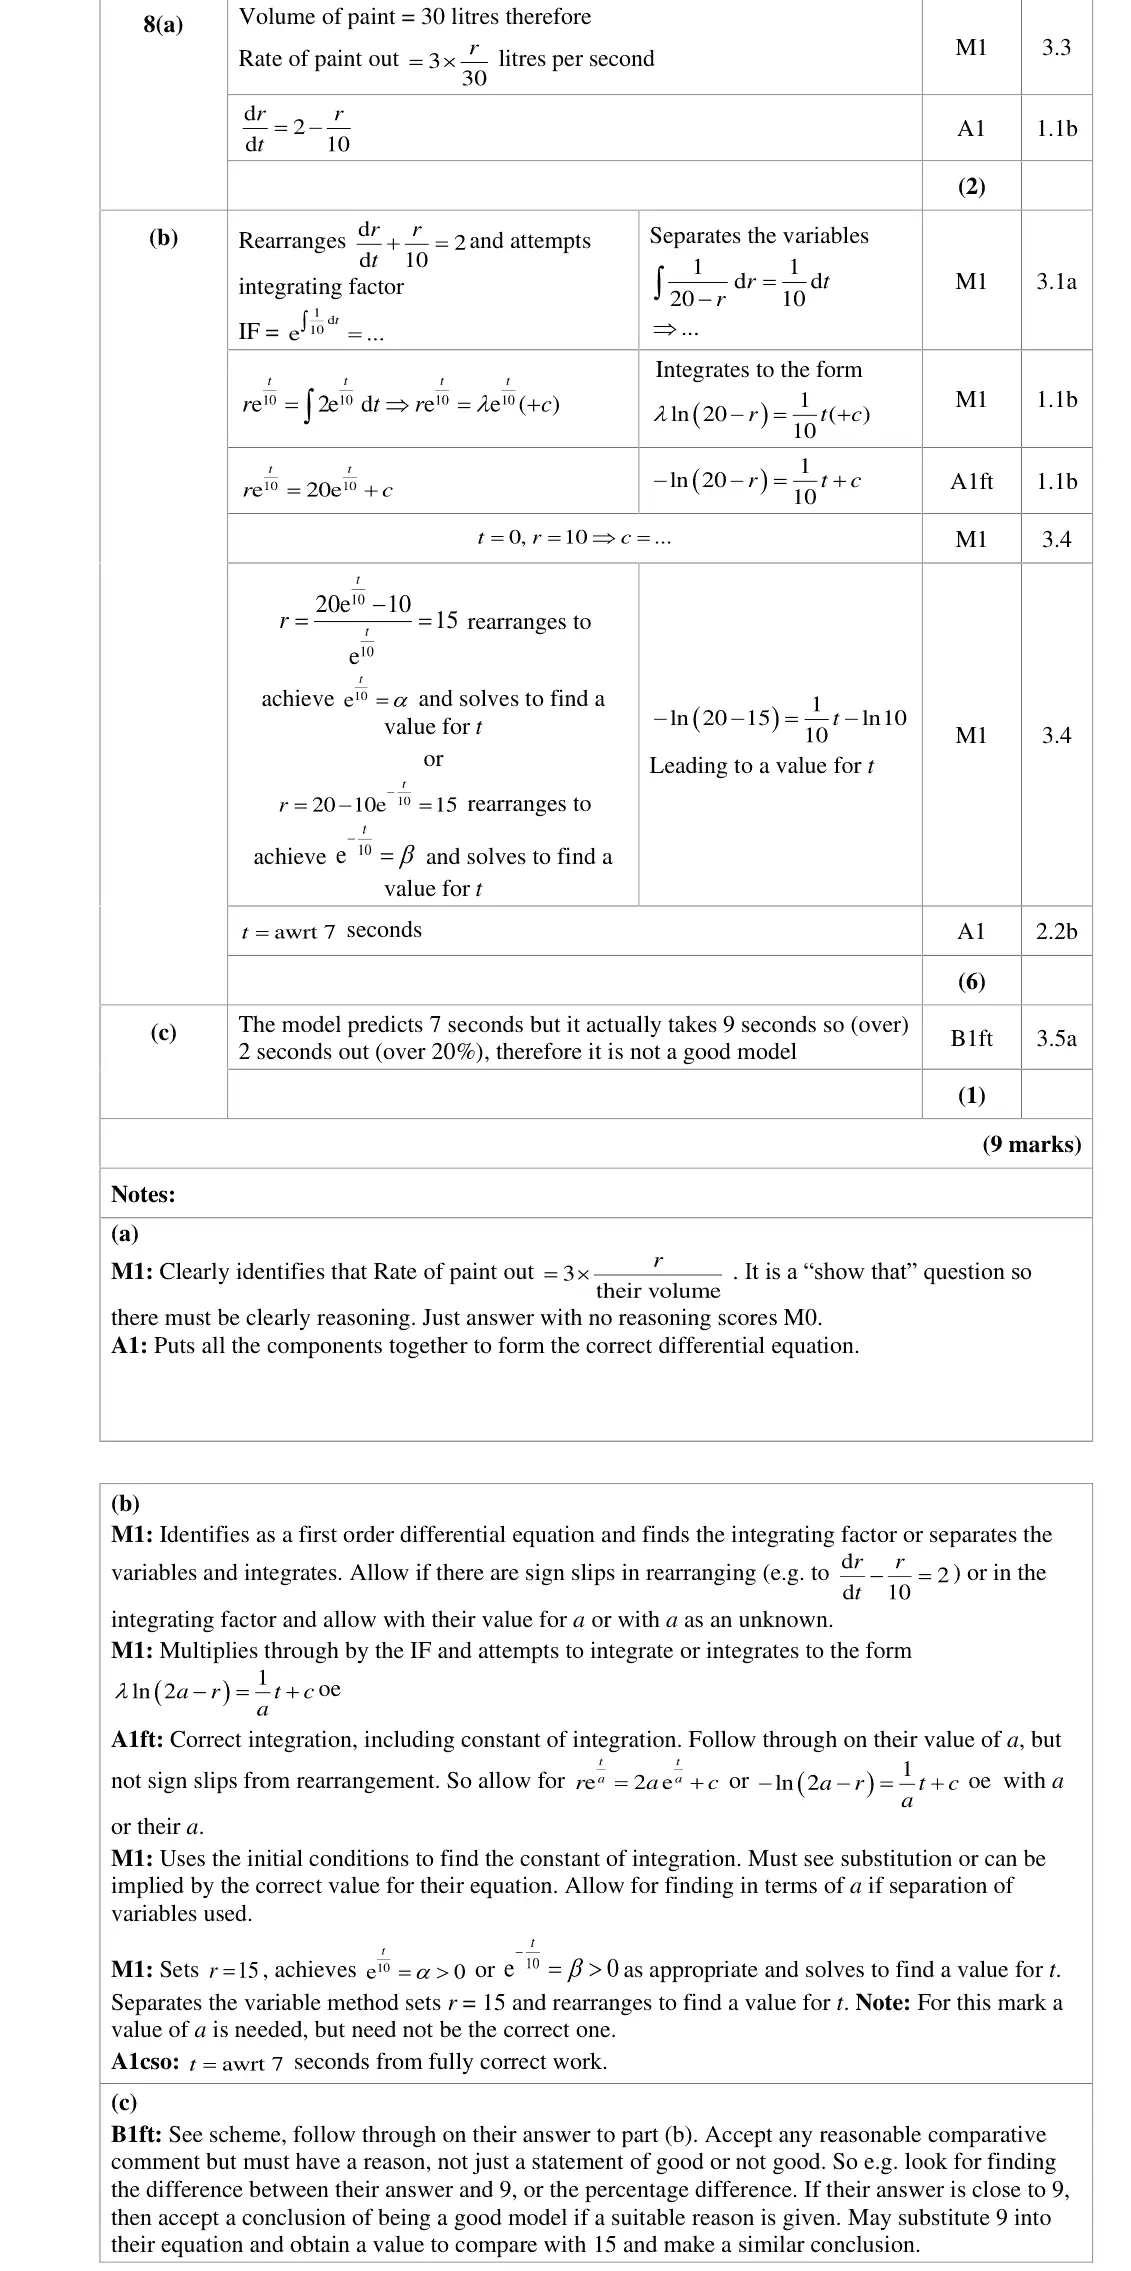 8(a)
Volume of paint = 30 litres therefore
Rate of paint out = 3 × r/30 litres per second
M1
3.3
dr/dt = 2 − r/10
A1
1.1b
(2)
(b)
Rearranges dr/dt + r/10 = 2 and attempts
integrating factor
IF = e^(∫ 1/10 dt) = ...
Separates the variables
∫ 1/(20 − r) dr = 1/10 dt
⇒ ...
M1
3.1a
re^(t/10) = ∫ 2e^(t/10) dt ⇒ re^(t/10) = λe^(t/10) (+c)
Integrates to the form
λ ln(20 − r) = 1/10 t(+c)
M1
1.1b
re^(t/10) = 20e^(t/10) + c
−ln(20 − r) = 1/10 t + c
A1ft
1.1b
t = 0, r = 10 ⇒ c = ...
M1
3.4
r = (20e^(t/10) − 10)/e^(t/10) = 15 rearranges to
achieve e^(t/10) = α and solves to find a
value for t
or
r = 20 − 10e^(−t/10) = 15 rearranges to
achieve e^(−t/10) = β and solves to find a
value for t
−ln(20 − 15) = 1/10 t − ln10
Leading to a value for t
M1
3.4
t = awrt 7 seconds
A1
2.2b
(6)
(c)
The model predicts 7 seconds but it actually takes 9 seconds so (over)
2 seconds out (over 20%), therefore it is not a good model
B1ft
3.5a
(1)
(9 marks)
Notes:
(a)
M1: Clearly identifies that Rate of paint out = 3 × r/their volume . It is a “show that” question so
there must be clearly reasoning. Just answer with no reasoning scores M0.
A1: Puts all the components together to form the correct differential equation.
(b)
M1: Identifies as a first order differential equation and finds the integrating factor or separates the
variables and integrates. Allow if there are sign slips in rearranging (e.g. to dr/dt − r/10 = 2 ) or in the
integrating factor and allow with their value for a or with a as an unknown.
M1: Multiplies through by the IF and attempts to integrate or integrates to the form
λ ln(2a − r) = 1/a t + c oe
A1ft: Correct integration, including constant of integration. Follow through on their value of a, but
not sign slips from rearrangement. So allow for re^(t/a) = 2a e^(t/a) + c or −ln(2a − r) = 1/a t + c oe with a
or their a.
M1: Uses the initial conditions to find the constant of integration. Must see substitution or can be
implied by the correct value for their equation. Allow for finding in terms of a if separation of
variables used.
M1: Sets r = 15, achieves e^(t/10) = α > 0 or e^(−t/10) = β > 0 as appropriate and solves to find a value for t.
Separates the variable method sets r = 15 and rearranges to find a value for t. Note: For this mark a
value of a is needed, but need not be the correct one.
A1cso: t = awrt 7 seconds from fully correct work.
(c)
B1ft: See scheme, follow through on their answer to part (b). Accept any reasonable comparative
comment but must have a reason, not just a statement of good or not good. So e.g. look for finding
the difference between their answer and 9, or the percentage difference. If their answer is close to 9,
then accept a conclusion of being a good model if a suitable reason is given. May substitute 9 into
their equation and obtain a value to compare with 15 and make a similar conclusion.